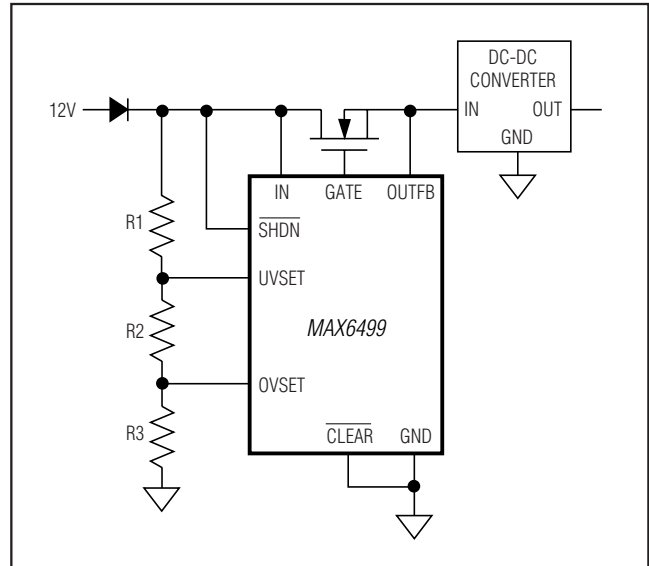 DC-DC
CONVERTER
12V
IN
OUT
GND
IN
GATE
OUTFB
R1
SHDN
UVSET
R2
MAX6499
OVSET
R3
CLEAR
GND